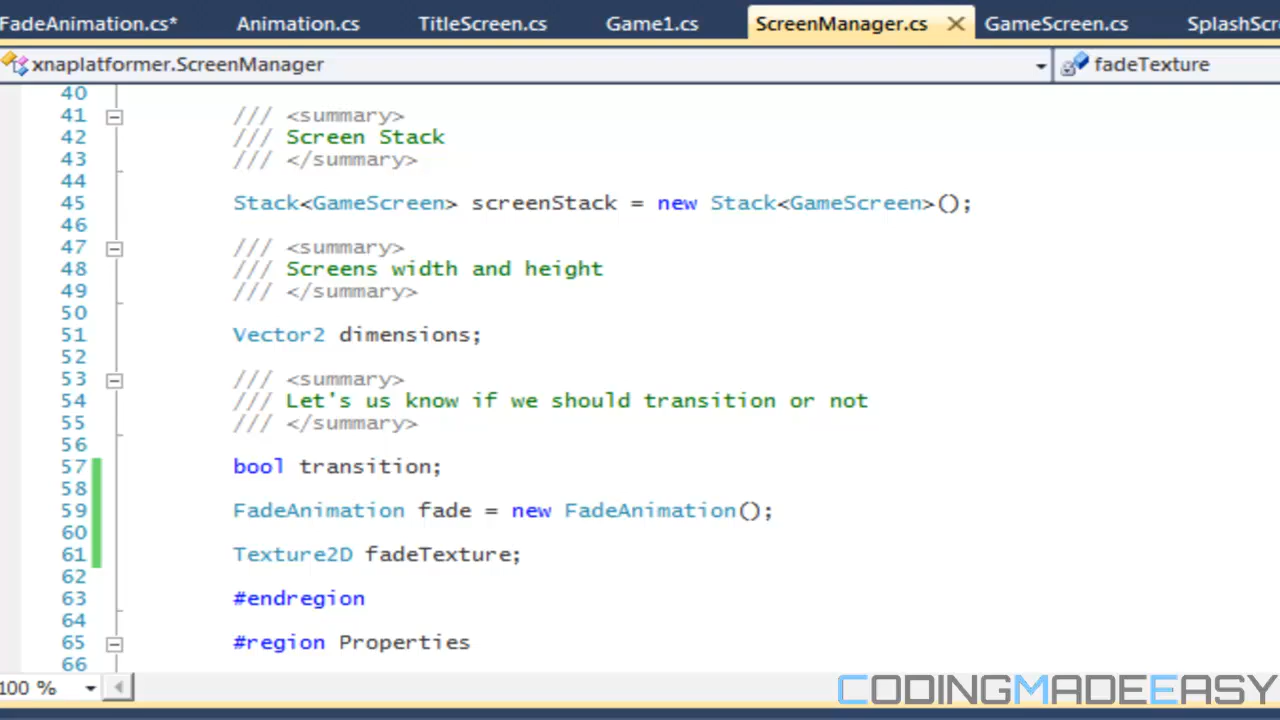 FadeAnimation.cs* Animation.cs TitleScreen.cs Game1.cs ScreenManager.cs GameScreen.cs SplashScr
xnaplatformer.ScreenManager fadeTexture
40
41 /// <summary>
42 /// Screen Stack
43 /// </summary>
44
45 Stack<GameScreen> screenStack = new Stack<GameScreen>();
46
47 /// <summary>
48 /// Screens width and height
49 /// </summary>
50
51 Vector2 dimensions;
52
53 /// <summary>
54 /// Let's us know if we should transition or not
55 /// </summary>
56
57 bool transition;
58
59 FadeAnimation fade = new FadeAnimation();
60
61 Texture2D fadeTexture;
62
63 #endregion
64
65 #region Properties
66
100 %
CODINGMADEEASY